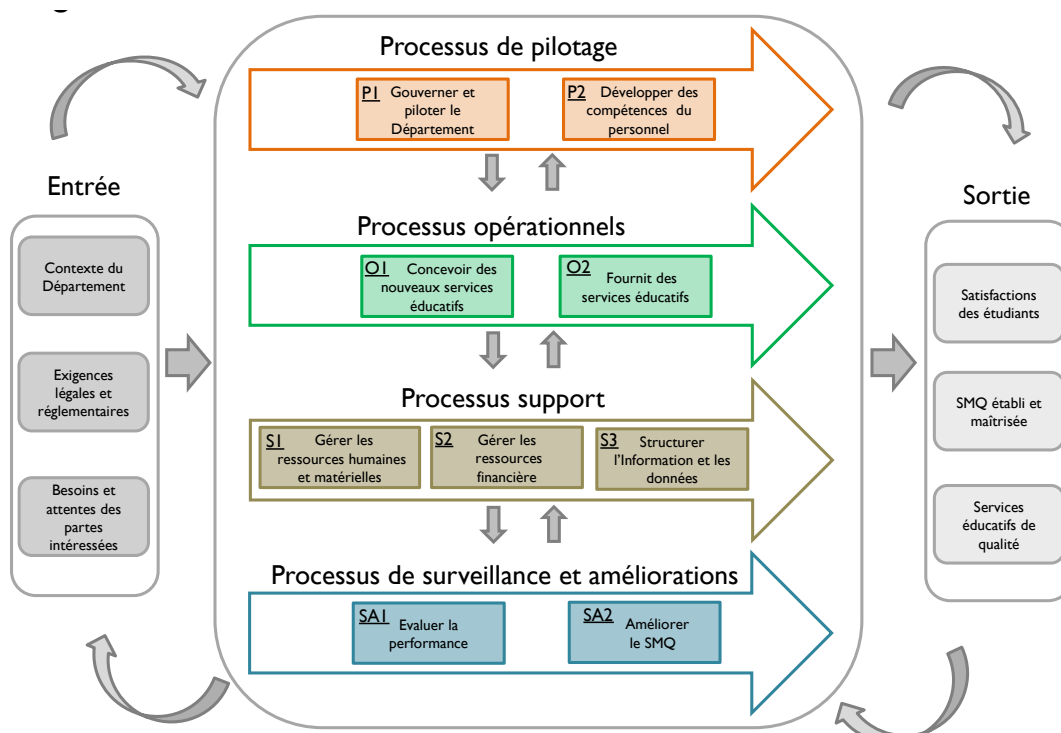 Processus de pilotage
P1 Gouverner et
piloter le
Département
P2 Développer des
compétences du
personnel
Entrée
Contexte du
Département
Exigences
légales et
réglementaires
Besoins et
attentes des
partes
intéressées
Processus opérationnels
O1 Concevoir des
nouveaux services
éducatifs
O2 Fournit des
services éducatifs
Processus support
S1 Gérer les
ressources humaines
et matérielles
S2 Gérer les
ressources
financière
S3 Structurer
l'Information et les
données
Processus de surveillance et améliorations
SA1 Evaluer la
performance
SA2 Améliorer
le SMQ
Sortie
Satisfactions
des étudiants
SMQ établi et
maîtrisée
Services
éducatifs de
qualité